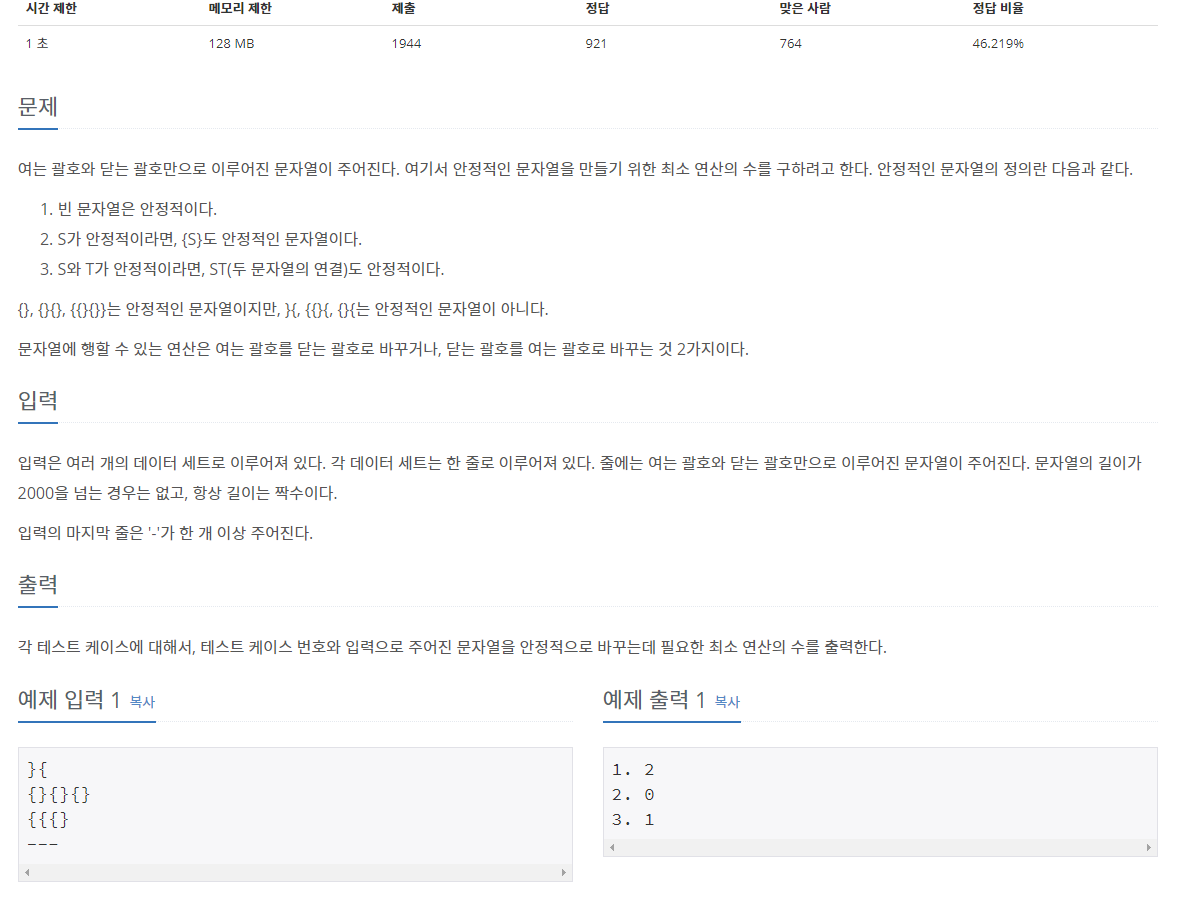 시간 제한 메모리 제한 제출 정답 맞은 사람 정답 비율
1 초 128 MB 1944 921 764 46.219%
문제
여는 괄호와 닫는 괄호만으로 이루어진 문자열이 주어진다. 여기서 안정적인 문자열을 만들기 위한 최소 연산의 수를 구하려고 한다. 안정적인 문자열의 정의란 다음과 같다.
1. 빈 문자열은 안정적이다.
2. S가 안정적이라면, {S}도 안정적인 문자열이다.
3. S와 T가 안정적이라면, ST(두 문자열의 연결)도 안정적이다.
{}, {}{}, {{}{}}는 안정적인 문자열이지만, }{, {{}{, {}{는 안정적인 문자열이 아니다.
문자열에 행할 수 있는 연산은 여는 괄호를 닫는 괄호로 바꾸거나, 닫는 괄호를 여는 괄호로 바꾸는 것 2가지이다.
입력
입력은 여러 개의 데이터 세트로 이루어져 있다. 각 데이터 세트는 한 줄로 이루어져 있다. 줄에는 여는 괄호와 닫는 괄호만으로 이루어진 문자열이 주어진다. 문자열의 길이가
2000을 넘는 경우는 없고, 항상 길이는 짝수이다.
입력의 마지막 줄은 '-'가 한 개 이상 주어진다.
출력
각 테스트 케이스에 대해서, 테스트 케이스 번호와 입력으로 주어진 문자열을 안정적으로 바꾸는데 필요한 최소 연산의 수를 출력한다.
예제 입력 1 복사
}{
{}{}{}
{{{}
---
예제 출력 1 복사
1. 2
2. 0
3. 1